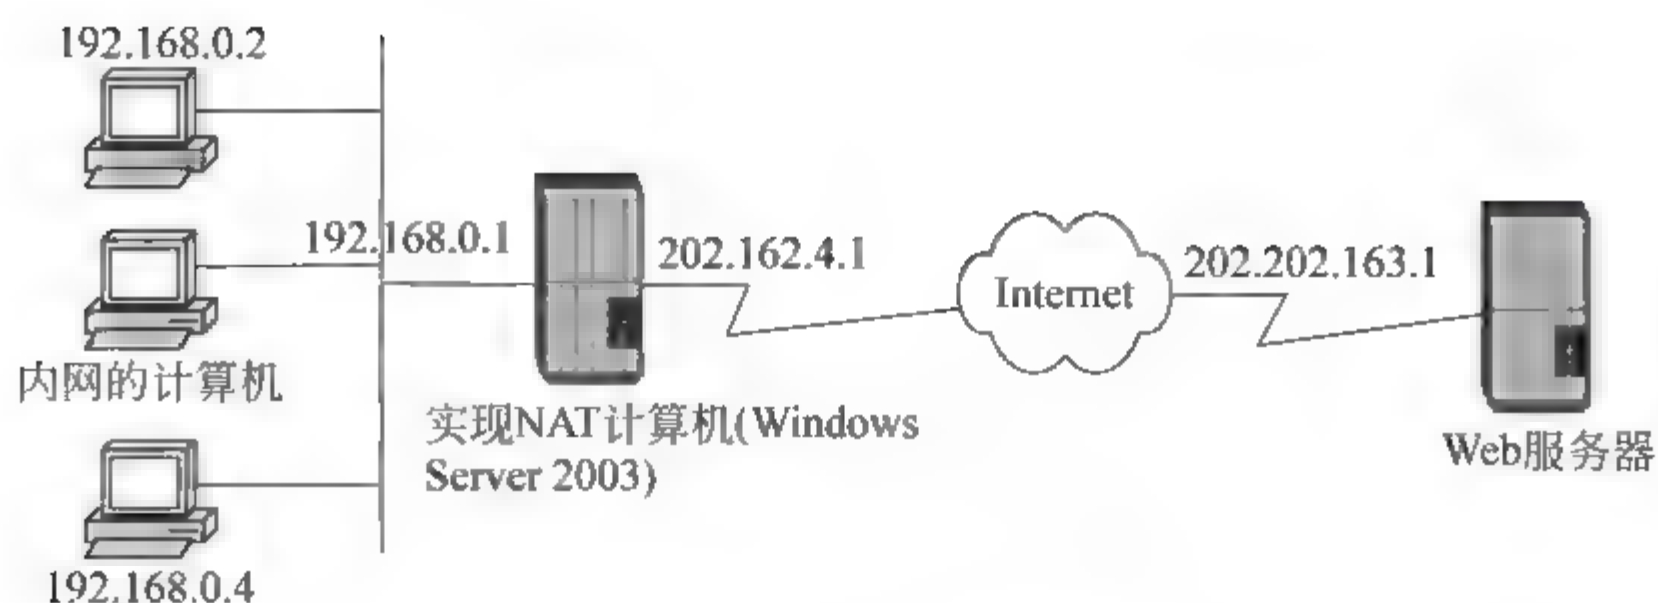 192.168.0.2
192.168.0.1
202.162.4.1
Internet
202.202.163.1
内网的计算机
实现NAT计算机(Windows
Server 2003)
Web服务器
192.168.0.4